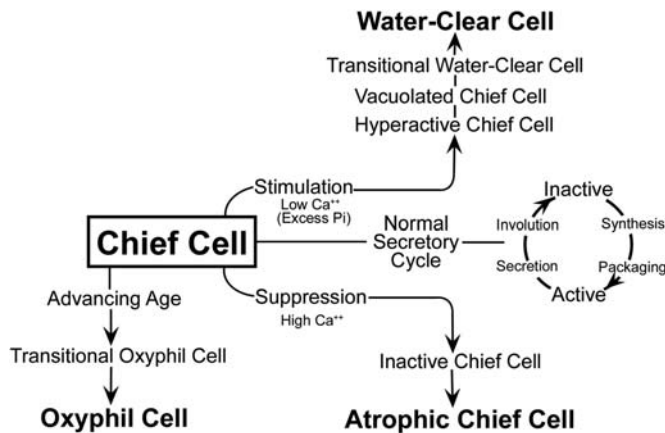 Water-Clear Cell
Transitional Water-Clear Cell
Vacuolated Chief Cell
Hyperactive Chief Cell
Stimulation
Low Ca⁺⁺
(Excess Pi)
Chief Cell
Normal
Secretory
Cycle
Inactive
Involution
Synthesis
Secretion
Packaging
Active
Advancing Age
Suppression
High Ca⁺⁺
Transitional Oxyphil Cell
Inactive Chief Cell
Oxyphil Cell
Atrophic Chief Cell